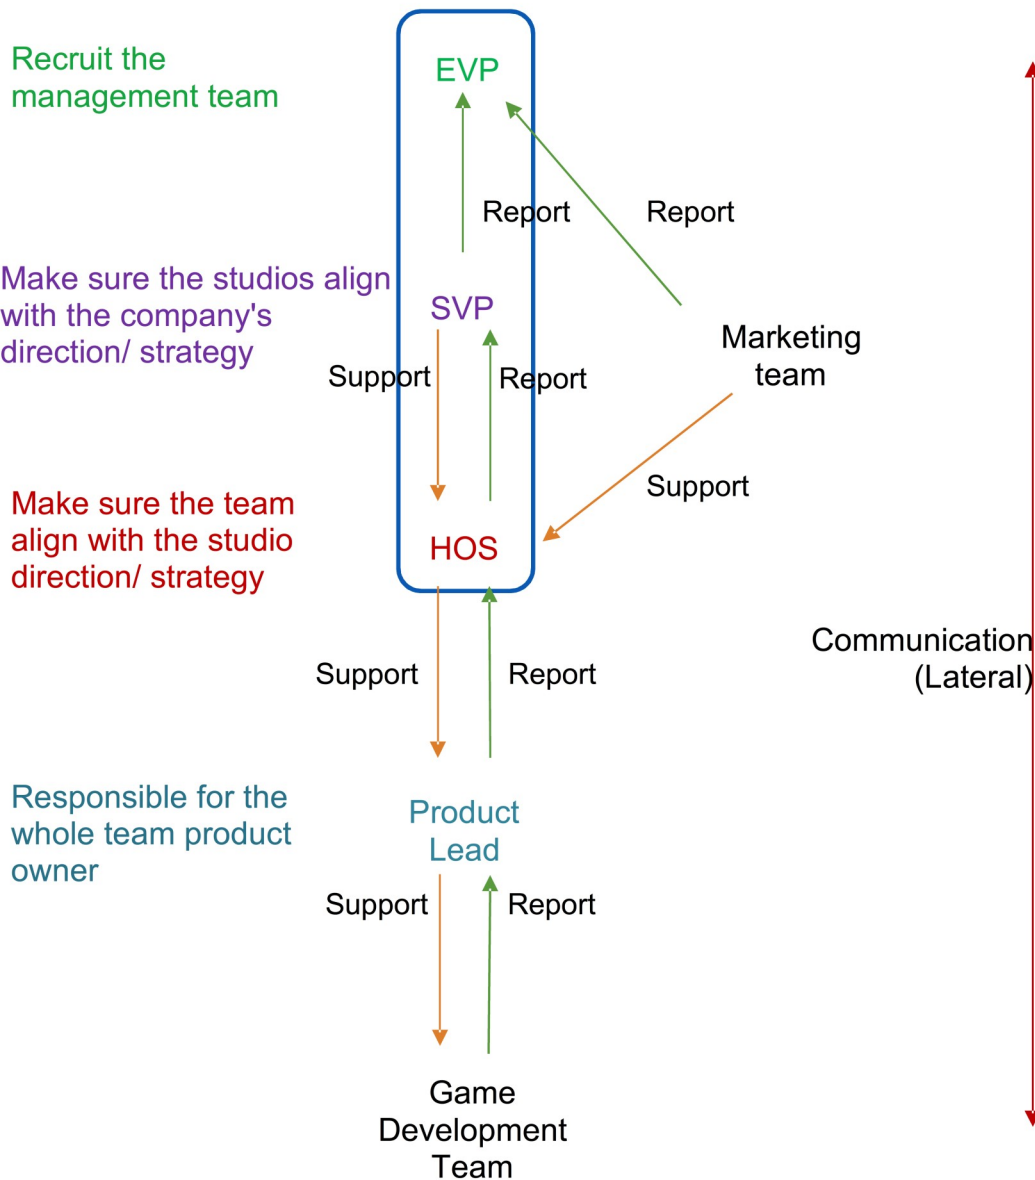 Recruit the
management team
EVP
Report
Report
Make sure the studios align
with the company's
direction/ strategy
SVP
Marketing
team
Support
Report
Support
Make sure the team
align with the studio
direction/ strategy
HOS
Communication
(Lateral)
Support
Report
Responsible for the
whole team product
owner
Product
Lead
Support
Report
Game
Development
Team